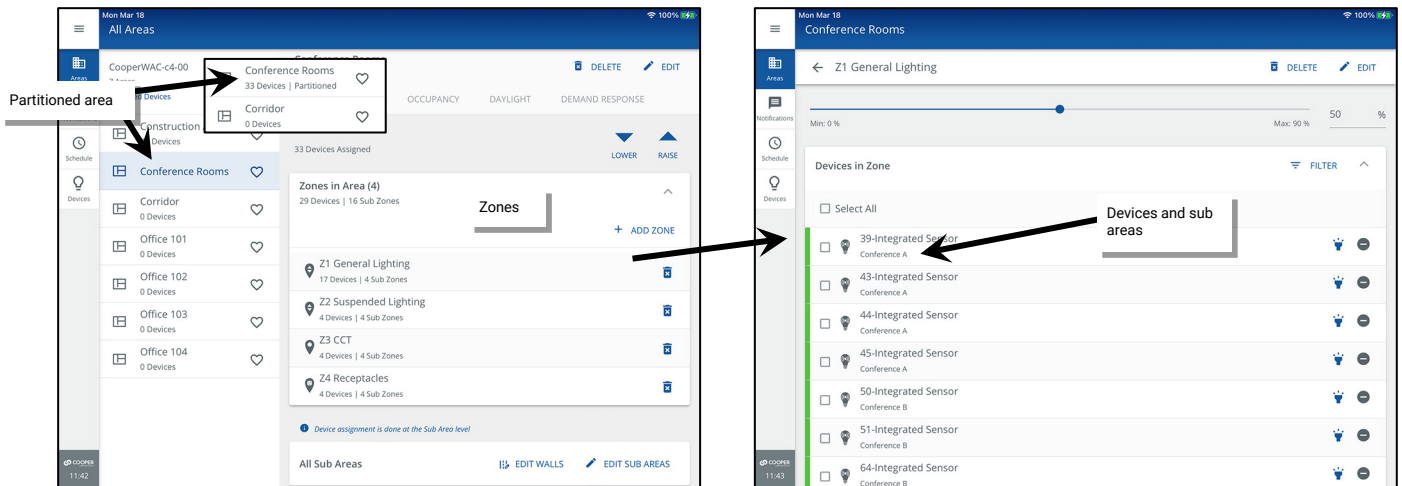 Mon Mar 18
100%
All Areas
Areas
Schedule
Devices
COOPER
11:42
CooperWAC-c4-00
Devices
Construction
Devices
Conference Rooms
Corridor
0 Devices
Office 101
0 Devices
Office 102
0 Devices
Office 103
0 Devices
Office 104
0 Devices
Partitioned area
Conference Rooms
33 Devices | Partitioned
Corridor
0 Devices
DELETE
EDIT
OCCUPANCY
DAYLIGHT
DEMAND RESPONSE
33 Devices Assigned
LOWER
RAISE
Zones in Area (4)
29 Devices | 16 Sub Zones
Zones
+ ADD ZONE
Z1 General Lighting
17 Devices | 4 Sub Zones
Z2 Suspended Lighting
4 Devices | 4 Sub Zones
Z3 CCT
4 Devices | 4 Sub Zones
Z4 Receptacles
4 Devices | 4 Sub Zones
Device assignment is done at the Sub Area level
All Sub Areas
EDIT WALLS
EDIT SUB AREAS
Mon Mar 18
100%
Conference Rooms
Areas
Notifications
Schedule
Devices
COOPER
11:43
Z1 General Lighting
DELETE
EDIT
Min: 0 %
Max: 90 %
50 %
Devices in Zone
FILTER
Select All
Devices and sub
areas
39-Integrated Sensor
Conference A
43-Integrated Sensor
Conference A
44-Integrated Sensor
Conference A
45-Integrated Sensor
Conference A
50-Integrated Sensor
Conference B
51-Integrated Sensor
Conference B
64-Integrated Sensor
Conference B